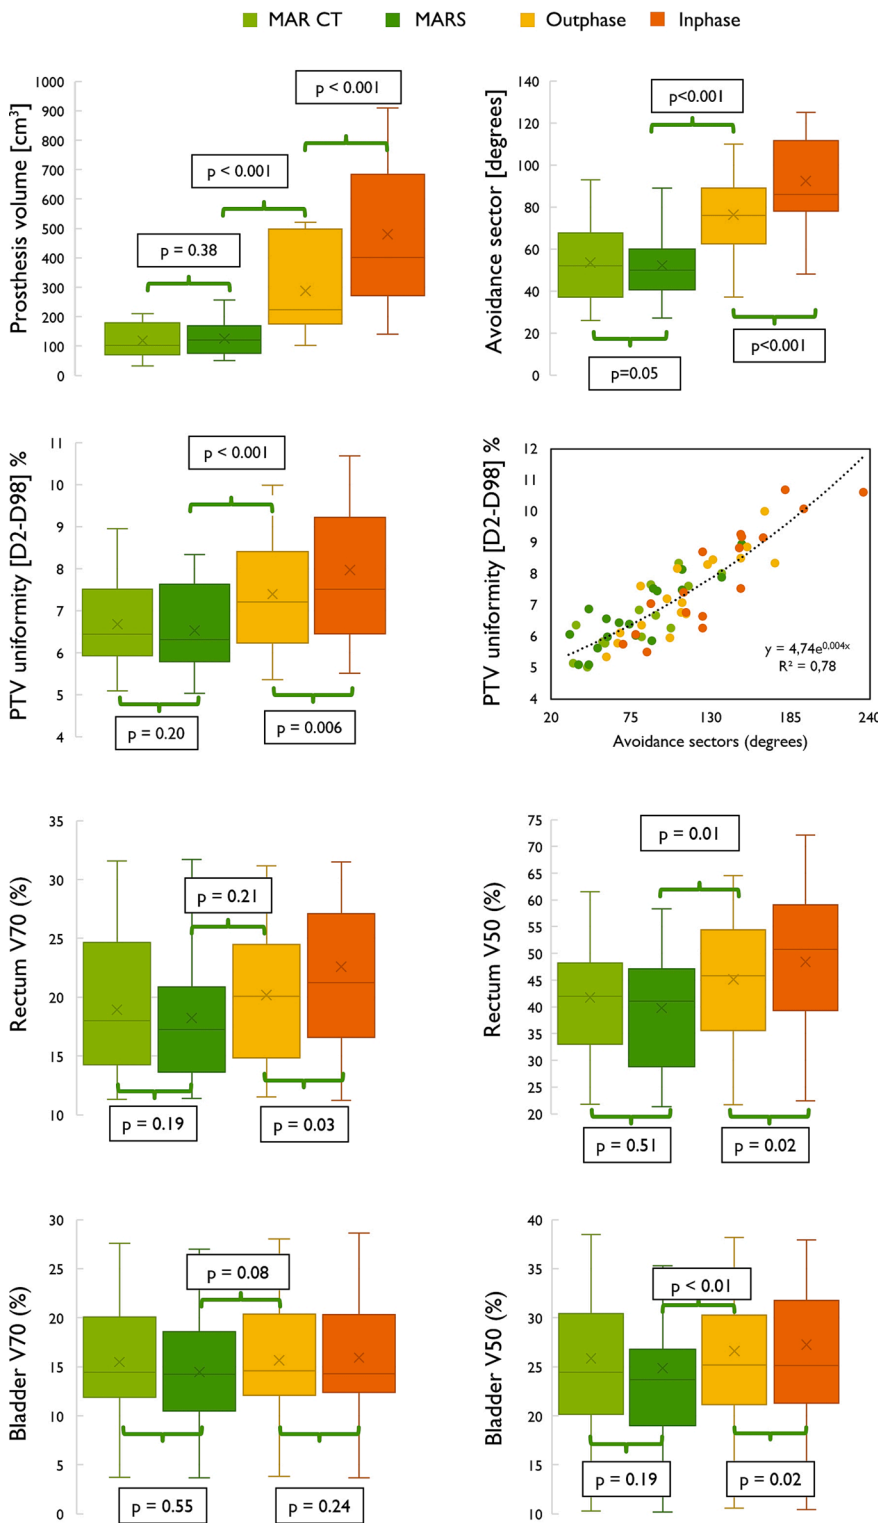 MAR CT MARS Outphase Inphase
Prosthesis volume [cm³]
1000
900
800
700
600
500
400
300
200
100
0
p < 0.001
p < 0.001
p = 0.38
Avoidance sector [degrees]
140
120
100
80
60
40
20
0
p<0.001
p<0.001
p=0.05
PTV uniformity [D2-D98] %
11
10
9
8
7
6
5
4
p < 0.001
p = 0.20
p = 0.006
PTV uniformity [D2-D98] %
12
11
10
9
8
7
6
5
4
y = 4,74e^0,004x
R² = 0,78
20 75 130 185 240
Avoidance sectors (degrees)
Rectum V70 (%)
35
30
25
20
15
10
p = 0.21
p = 0.19
p = 0.03
Rectum V50 (%)
75
70
65
60
55
50
45
40
35
30
25
20
p = 0.01
p = 0.51
p = 0.02
Bladder V70 (%)
30
25
20
15
10
5
0
p = 0.08
p = 0.55
p = 0.24
Bladder V50 (%)
40
35
30
25
20
15
10
p < 0.01
p = 0.19
p = 0.02